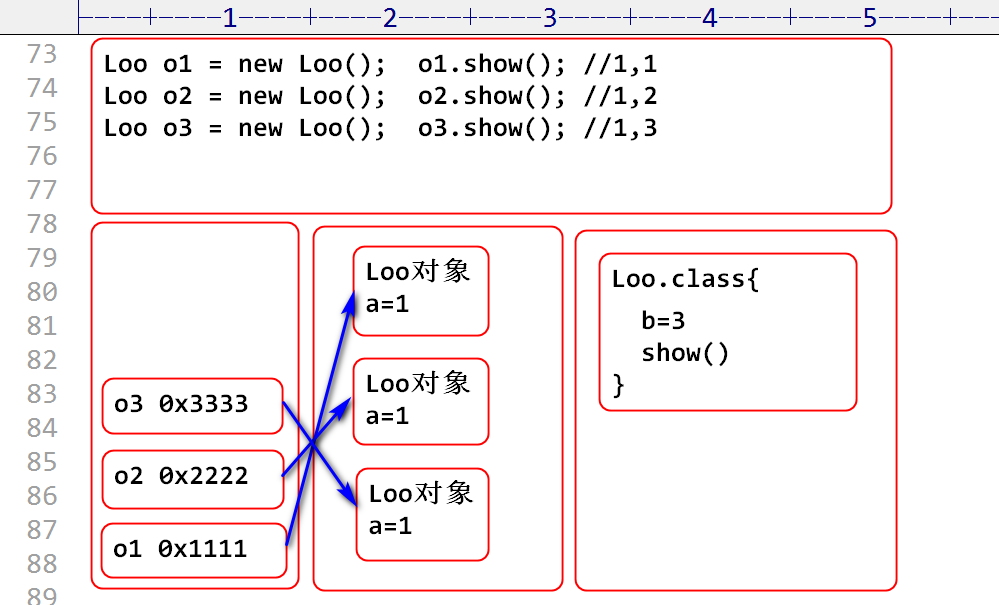 1 2 3 4 5
73
74
75
76
77
78
79
80
81
82
83
84
85
86
87
88
89
Loo o1 = new Loo();  o1.show(); //1,1
Loo o2 = new Loo();  o2.show(); //1,2
Loo o3 = new Loo();  o3.show(); //1,3
o3 0x3333
o2 0x2222
o1 0x1111
Loo对象
a=1
Loo对象
a=1
Loo对象
a=1
Loo.class{
b=3
show()
}